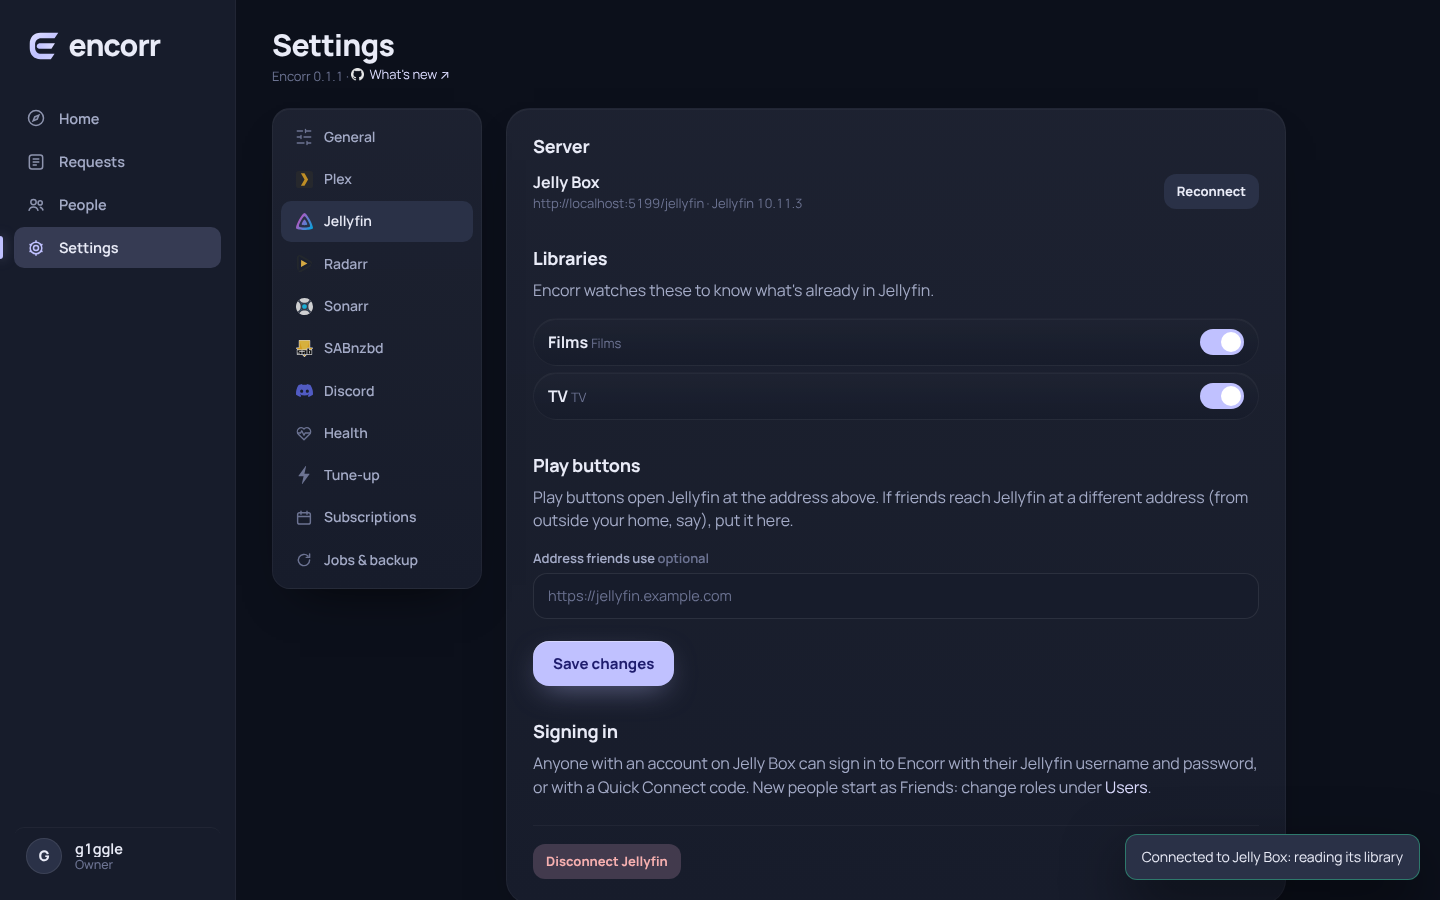 encorr
Home
Requests
People
Settings
G
g1ggle
Owner
Settings
Encorr 0.1.1 · What's new ↗
General
Plex
Jellyfin
Radarr
Sonarr
SABnzbd
Discord
Health
Tune-up
Subscriptions
Jobs & backup
Server
Jelly Box
http://localhost:5199/jellyfin · Jellyfin 10.11.3
Reconnect
Libraries
Encorr watches these to know what's already in Jellyfin.
Films Films
TV TV
Play buttons
Play buttons open Jellyfin at the address above. If friends reach Jellyfin at a different address (from
outside your home, say), put it here.
Address friends use optional
https://jellyfin.example.com
Save changes
Signing in
Anyone with an account on Jelly Box can sign in to Encorr with their Jellyfin username and password,
or with a Quick Connect code. New people start as Friends: change roles under Users.
Disconnect Jellyfin
Connected to Jelly Box: reading its library